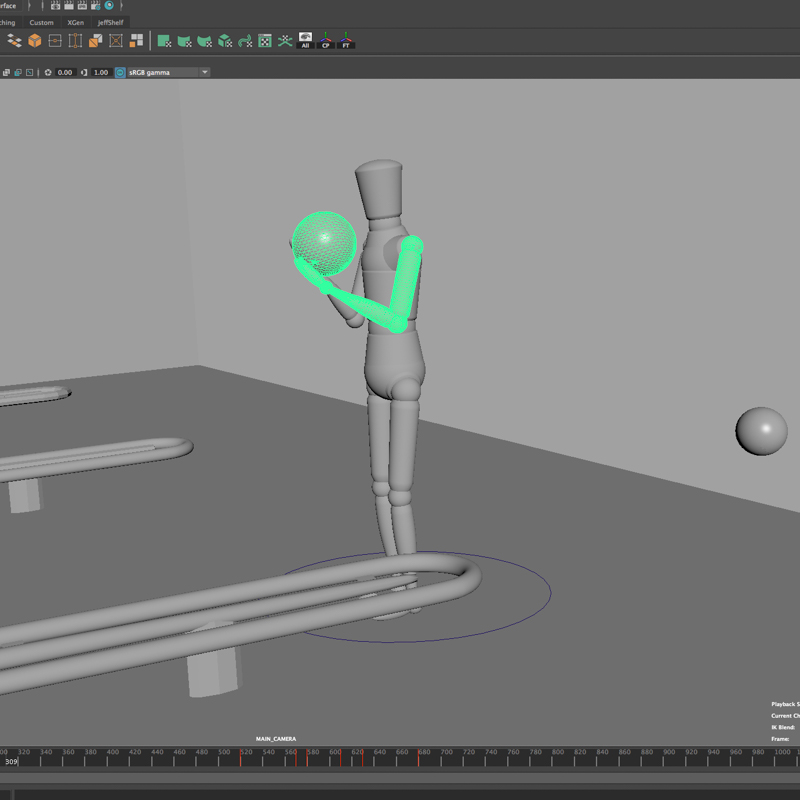 rface
ching Custom XGen jeffShelf
All CP FT
0.00 1.00 sRGB gamma
Playback S
Current Ch
IK Blend:
MAIN_CAMERA Frame:
00 320 340 360 380 400 420 440 460 480 500 520 540 560 580 600 620 640 660 680 700 720 740 760 780 800 820 840 860 880 900 920 940 960 980 1000
309